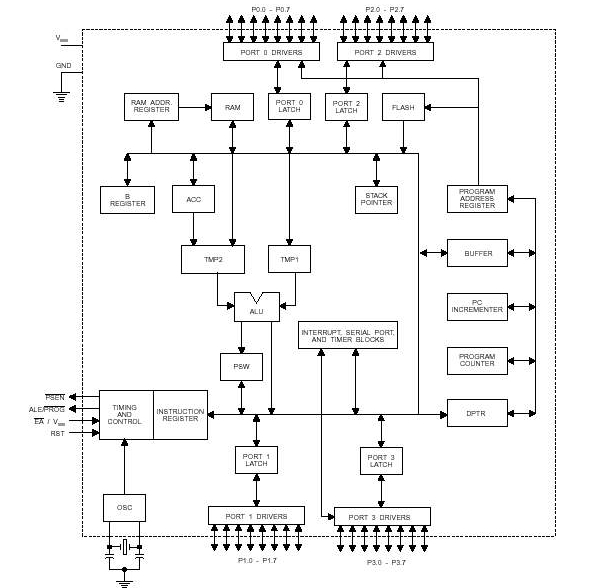 P0.0 - P0.7
P2.0 - P2.7
V
GND
PORT 0 DRIVERS
PORT 2 DRIVERS
RAM ADDR.
REGISTER
RAM
PORT 0
LATCH
PORT 2
LATCH
FLASH
B
REGISTER
ACC
STACK
POINTER
PROGRAM
ADDRESS
REGISTER
TMP2
TMP1
BUFFER
ALU
PC
INCREMENTER
INTERRUPT, SERIAL PORT,
AND TIMER BLOCKS
PSW
PROGRAM
COUNTER
PSEN
ALE/PROG
EA / V
RST
TIMING
AND
CONTROL
INSTRUCTION
REGISTER
DPTR
PORT 1
LATCH
PORT 3
LATCH
OSC
PORT 1 DRIVERS
PORT 3 DRIVERS
P1.0 - P1.7
P3.0 - P3.7